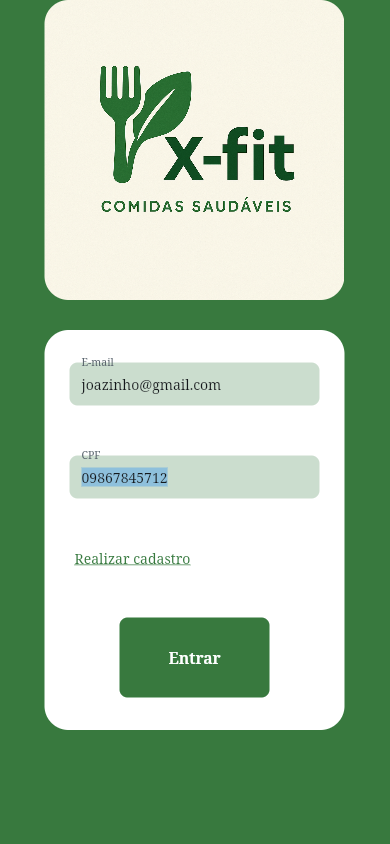 x-fit
COMIDAS SAUDÁVEIS
E-mail
joazinho@gmail.com
CPF
09867845712
Realizar cadastro
Entrar